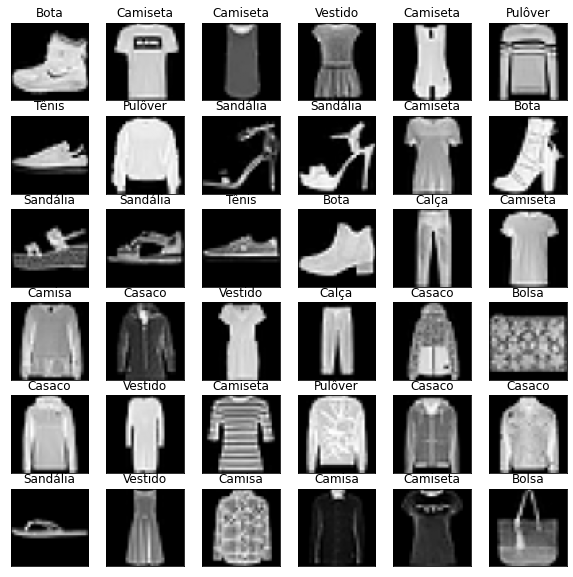 Bota Camiseta Camiseta Vestido Camiseta Pulôver
Tênis Pulôver Sandália Sandália Camiseta Bota
Sandália Sandália Tênis Bota Calça Camiseta
Camisa Casaco Vestido Calça Casaco Bolsa
Casaco Vestido Camiseta Pulôver Casaco Casaco
Sandália Vestido Camisa Camisa Camiseta Bolsa